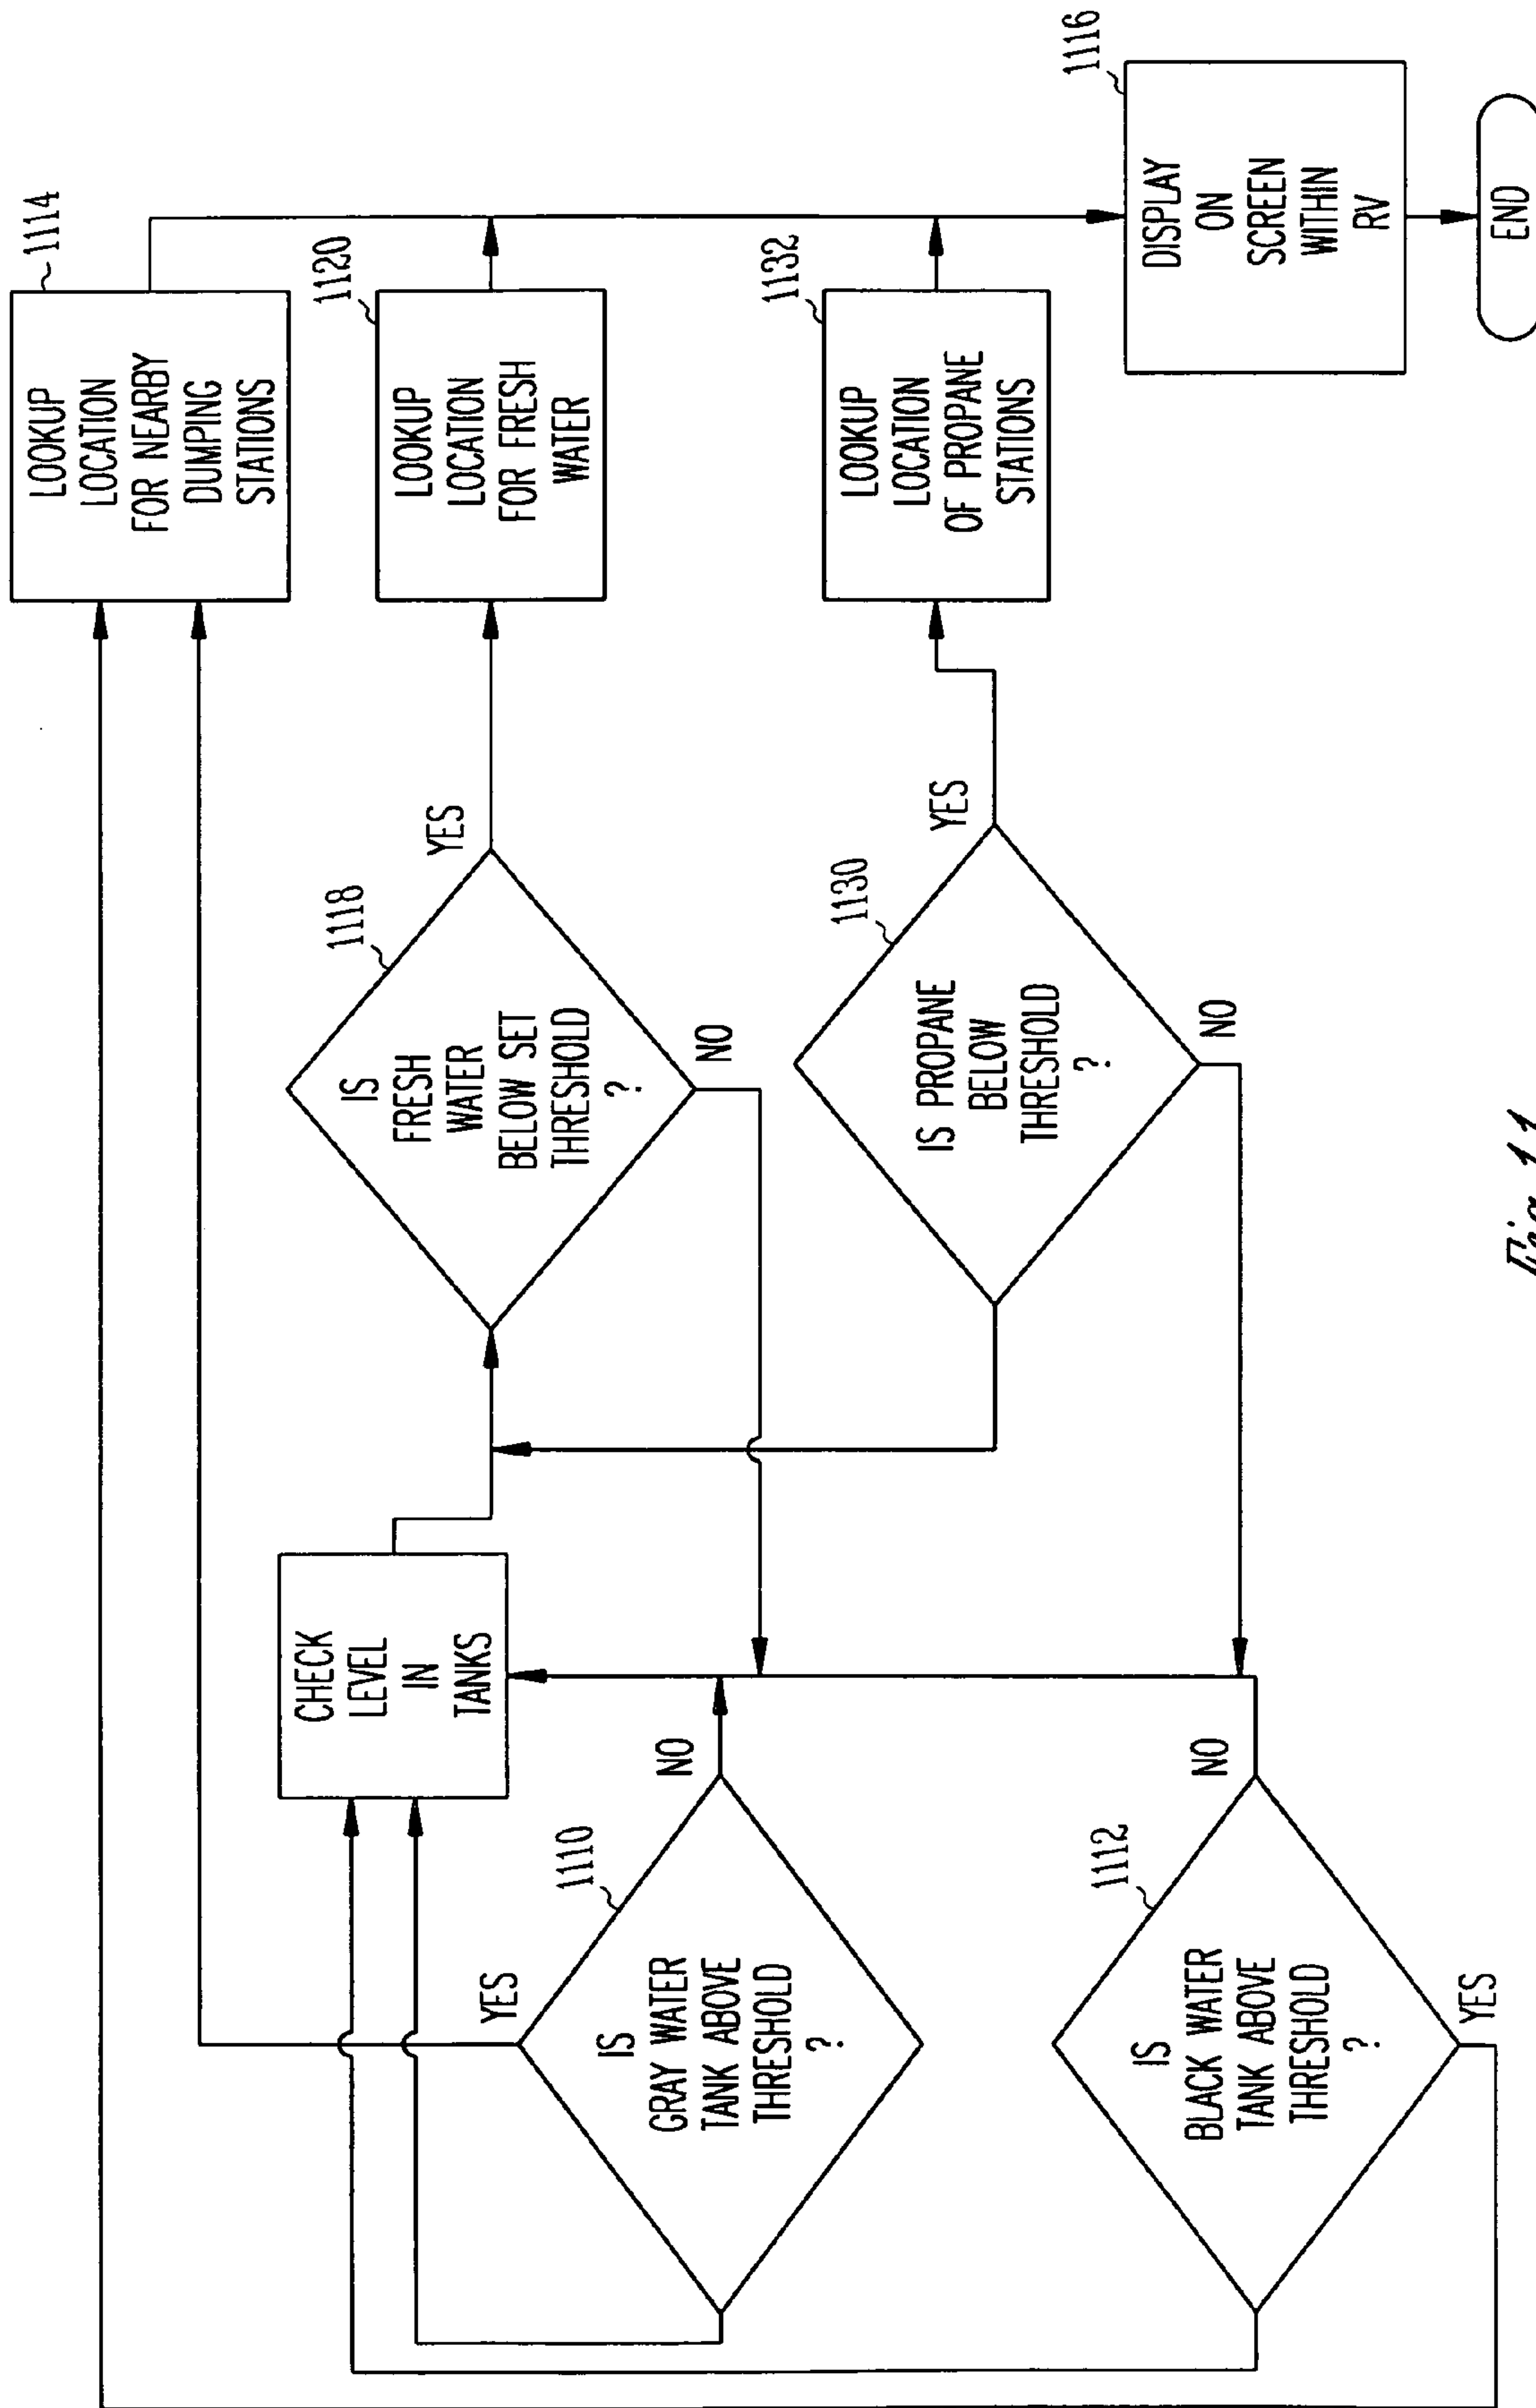 1114
LOOKUP
LOCATION
FOR NEARBY
DUMPING
STATIONS
1120
LOOKUP
LOCATION
FOR FRESH
WATER
1132
LOOKUP
LOCATION
OF PROPANE
STATIONS
1116
DISPLAY
ON
SCREEN
WITHIN
RV
END
YES
1118
IS
FRESH
WATER
BELOW SET
THRESHOLD
?
NO
YES
1130
IS PROPANE
BELOW
THRESHOLD
?
NO
CHECK
LEVEL
IN
TANKS
NO
1110
YES
IS
GRAY WATER
TANK ABOVE
THRESHOLD
?
NO
1112
IS
BLACK WATER
TANK ABOVE
THRESHOLD
?
YES
Fig. 11